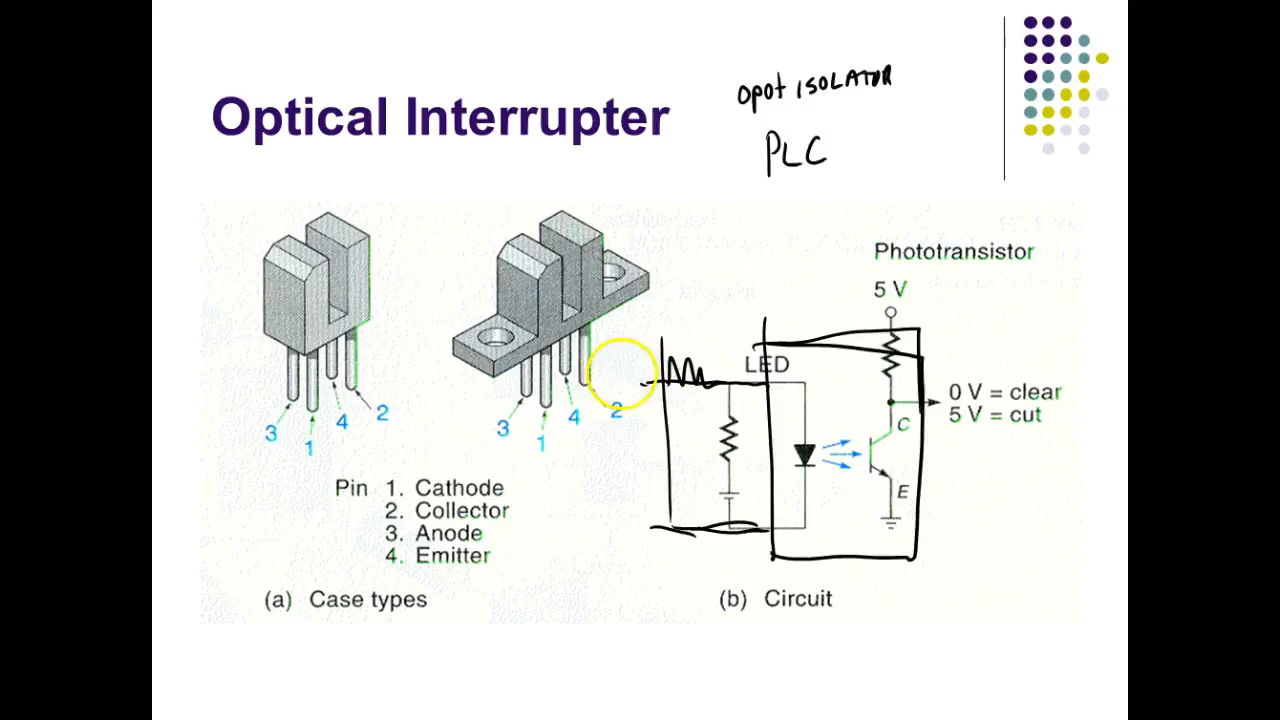 Optical Interrupter
opot ISOLATOR
PLC
Phototransistor
5 V
LED
0 V = clear
5 V = cut
C
E
3
1
4
2
3
1
4
2
Pin 1. Cathode
2. Collector
3. Anode
4. Emitter
(a) Case types
(b) Circuit